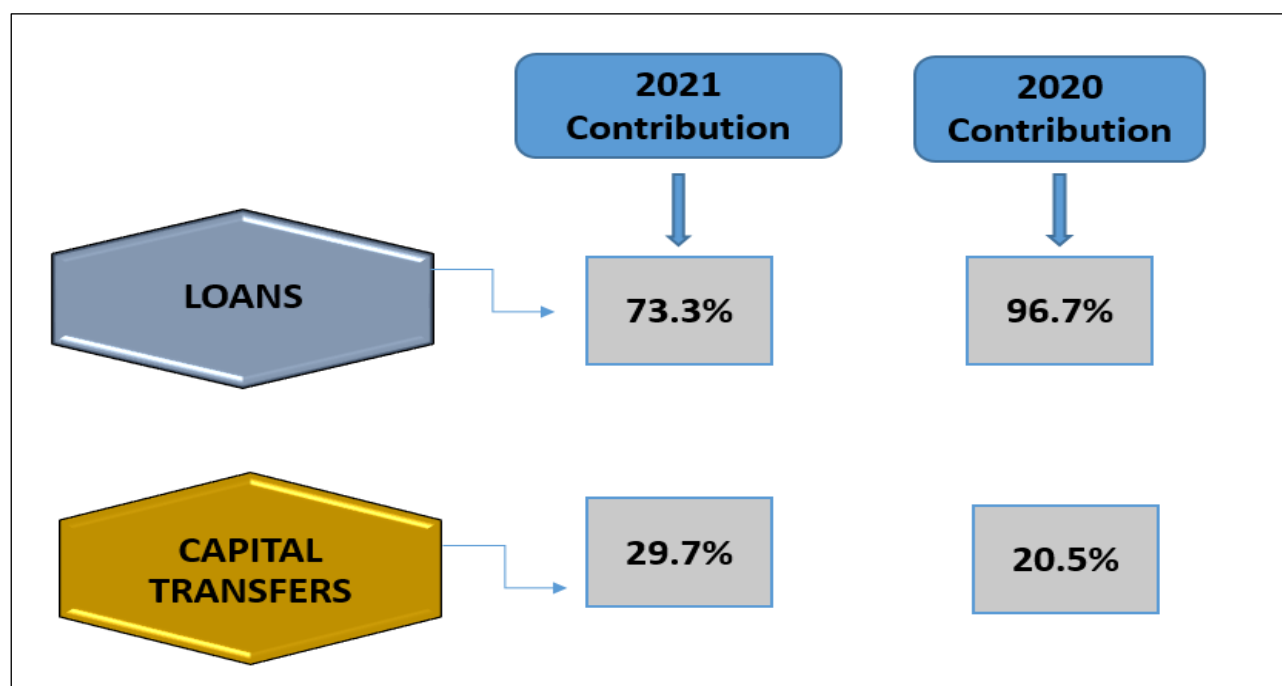 2021
Contribution
2020
Contribution
LOANS
73.3%
96.7%
CAPITAL
TRANSFERS
29.7%
20.5%